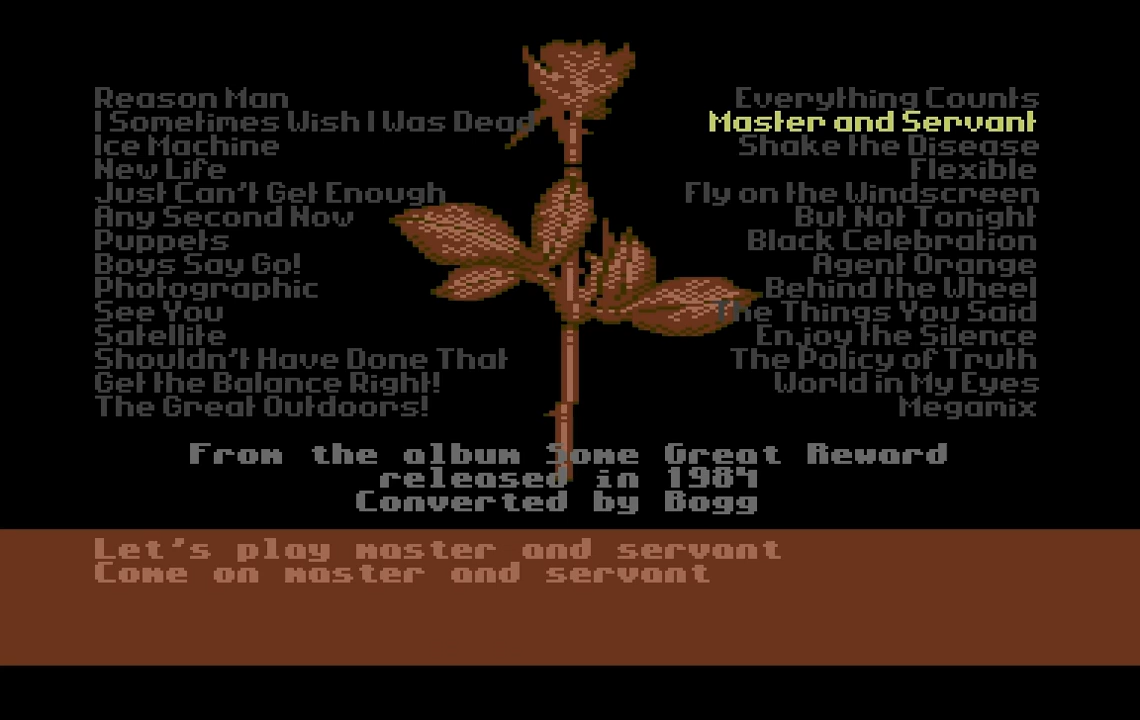 Reason Man
I Sometimes Wish I Was Dead
Ice Machine
New Life
Just Can't Get Enough
Any Second Now
Puppets
Boys Say Go!
Photographic
See You
Satellite
Shouldn't Have Done That
Get the Balance Right!
The Great Outdoors!
Everything Counts
Master and Servant
Shake the Disease
Flexible
Fly on the Windscreen
But Not Tonight
Black Celebration
Agent Orange
Behind the Wheel
The Things You Said
Enjoy the Silence
The Policy of Truth
World in My Eyes
Megamix
From the album Some Great Reward
released in 1984
Converted by Bogg
Let's play master and servant
Come on master and servant